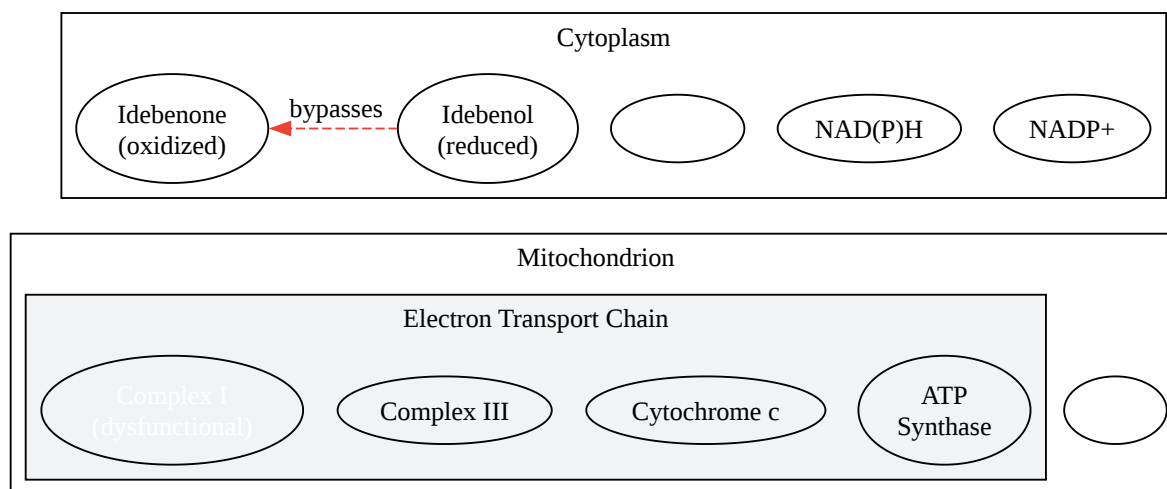 Cytoplasm
bypasses
Idebenone
(oxidized)
Idebenol
(reduced)
NAD(P)H
NADP+
Mitochondrion
Electron Transport Chain
Complex I
(dysfunctional)
Complex III
Cytochrome c
ATP
Synthase